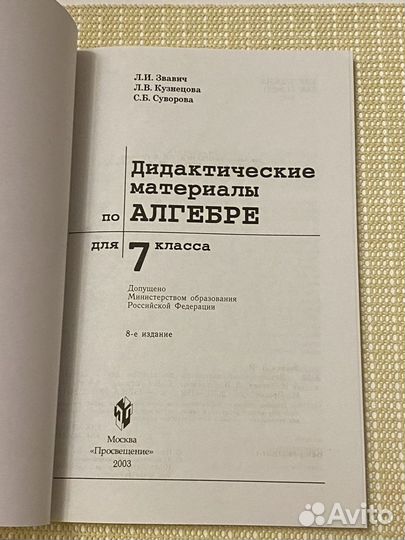 Л.И. Звавич
Л.В. Кузнецова
С.Б. Суворова
Дидактические
материалы
по АЛГЕБРЕ
для 7 класса
Допущено
Министерством образования
Российской Федерации
8-е издание
Москва
«Просвещение»
2003
Avito